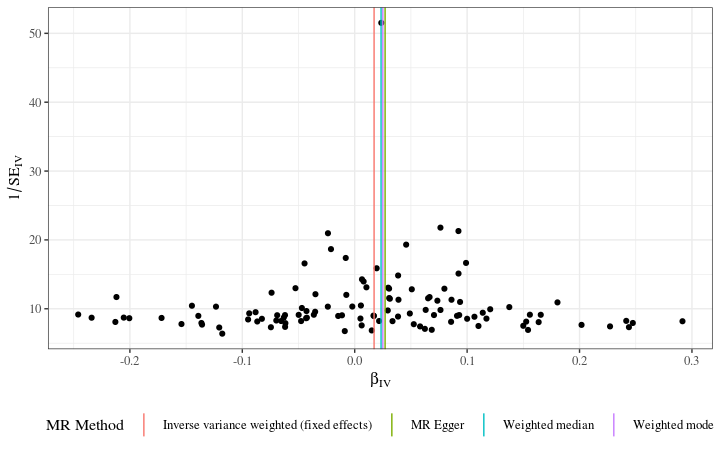 50
40
30
20
10
1/SE_IV
-0.2 -0.1 0.0 0.1 0.2 0.3
β_IV
MR Method Inverse variance weighted (fixed effects) MR Egger Weighted median Weighted mode